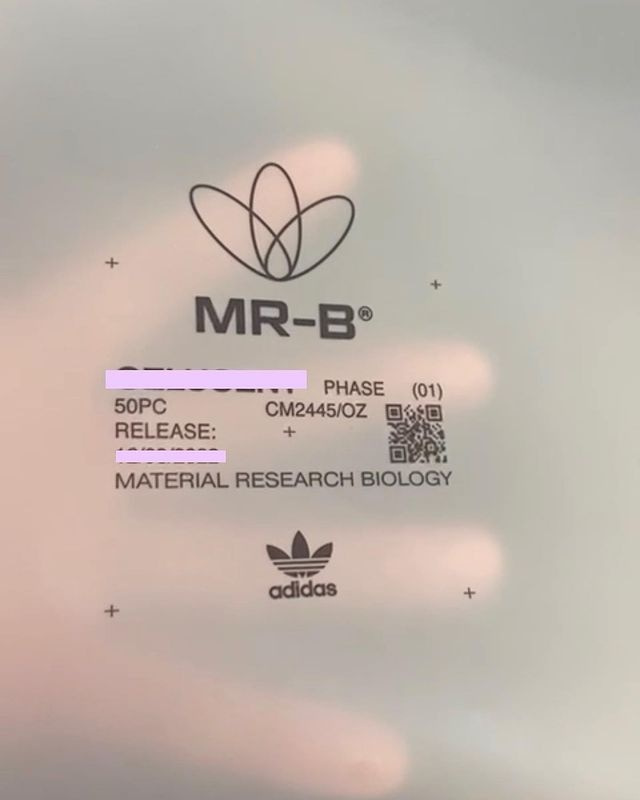 MR-B®
PHASE (01)
50PC CM2445/OZ
RELEASE:
MATERIAL RESEARCH BIOLOGY
adidas